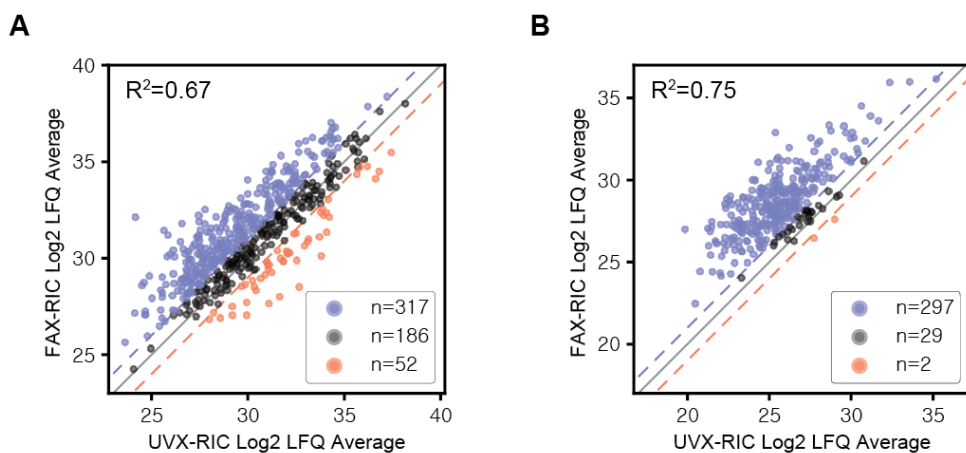 A
R²=0.67
FAX-RIC Log2 LFQ Average
40
35
30
25
n=317
n=186
n=52
25
30
35
40
UVX-RIC Log2 LFQ Average
B
R²=0.75
FAX-RIC Log2 LFQ Average
35
30
25
20
n=297
n=29
n=2
20
25
30
35
UVX-RIC Log2 LFQ Average